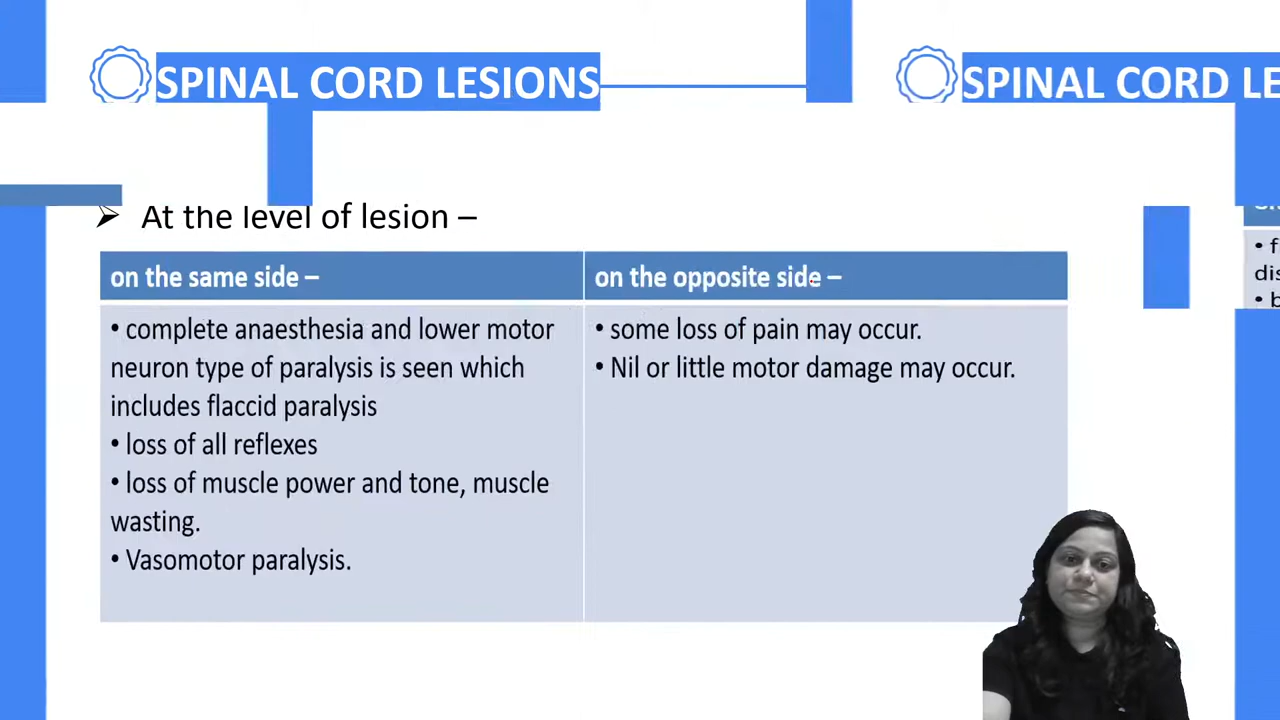 SPINAL CORD LESIONS
SPINAL CORD LE
➢ At the level of lesion –
on the same side –
• complete anaesthesia and lower motor
neuron type of paralysis is seen which
includes flaccid paralysis
• loss of all reflexes
• loss of muscle power and tone, muscle
wasting.
• Vasomotor paralysis.
on the opposite side –
• some loss of pain may occur.
• Nil or little motor damage may occur.
• f
dis
• b